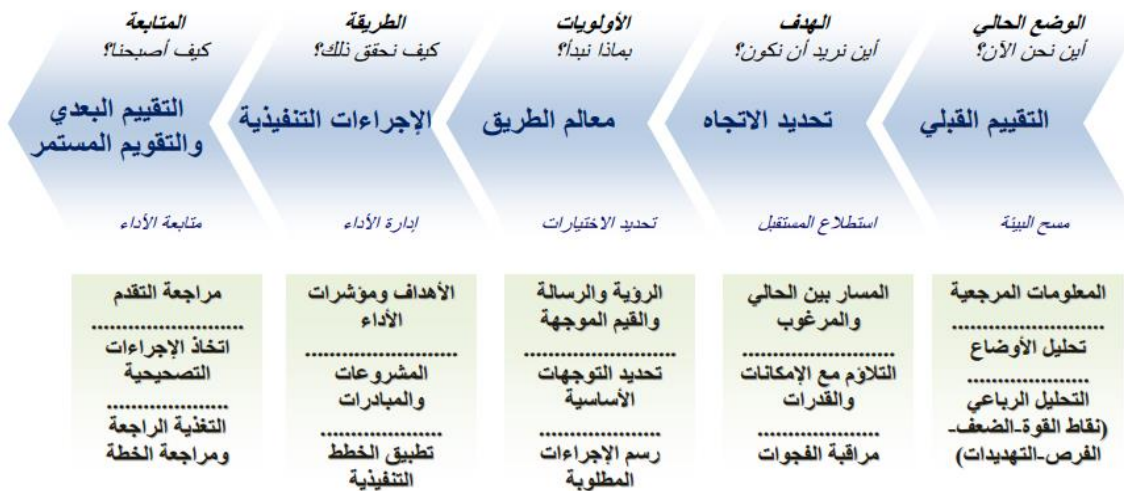 الوضع الحالي
أين نحن الآن؟
التقييم القبلي
مسح البيئة
الهدف
أين نريد أن نكون؟
تحديد الاتجاه
استطلاع المستقبل
الأولويات
بماذا نبدأ؟
معالم الطريق
تحديد الاختيارات
الطريقة
كيف نحقق ذلك؟
الإجراءات التنفيذية
إدارة الأداء
المتابعة
كيف أصبحنا؟
التقييم البعدي
والتقويم المستمر
متابعة الأداء
المعلومات المرجعية
.........................
تحليل الأوضاع
....................
التحليل الرباعي
(نقاط القوة-الضعف-
الفرص-التهديدات)
المسار بين الحالي
والمرغوب
.........................
التلاؤم مع الإمكانات
والقدرات
....................
مراقبة الفجوات
الرؤية والرسالة
والقيم الموجهة
.........................
تحديد التوجهات
الأساسية
....................
رسم الإجراءات
المطلوبة
الأهداف ومؤشرات
الأداء
.........................
المشروعات
والمبادرات
....................
تطبيق الخطط
التنفيذية
مراجعة التقدم
.........................
اتخاذ الإجراءات
التصحيحية
....................
التغذية الراجعة
ومراجعة الخطة